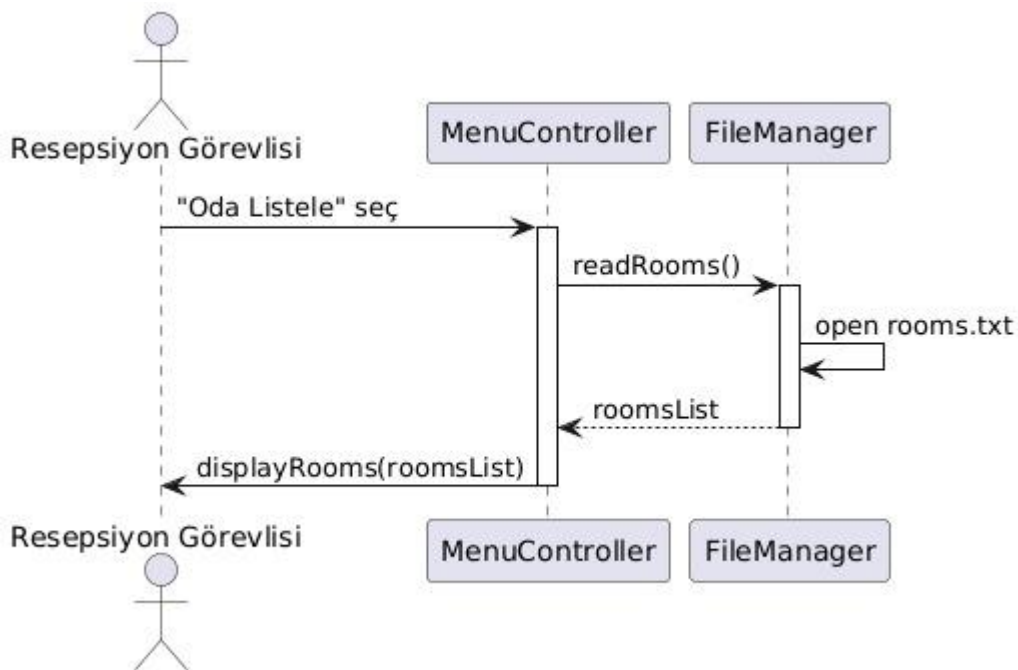 Resepsiyon Görevlisi
MenuController
FileManager
"Oda Listele" seç
readRooms()
open rooms.txt
roomsList
displayRooms(roomsList)
Resepsiyon Görevlisi
MenuController
FileManager